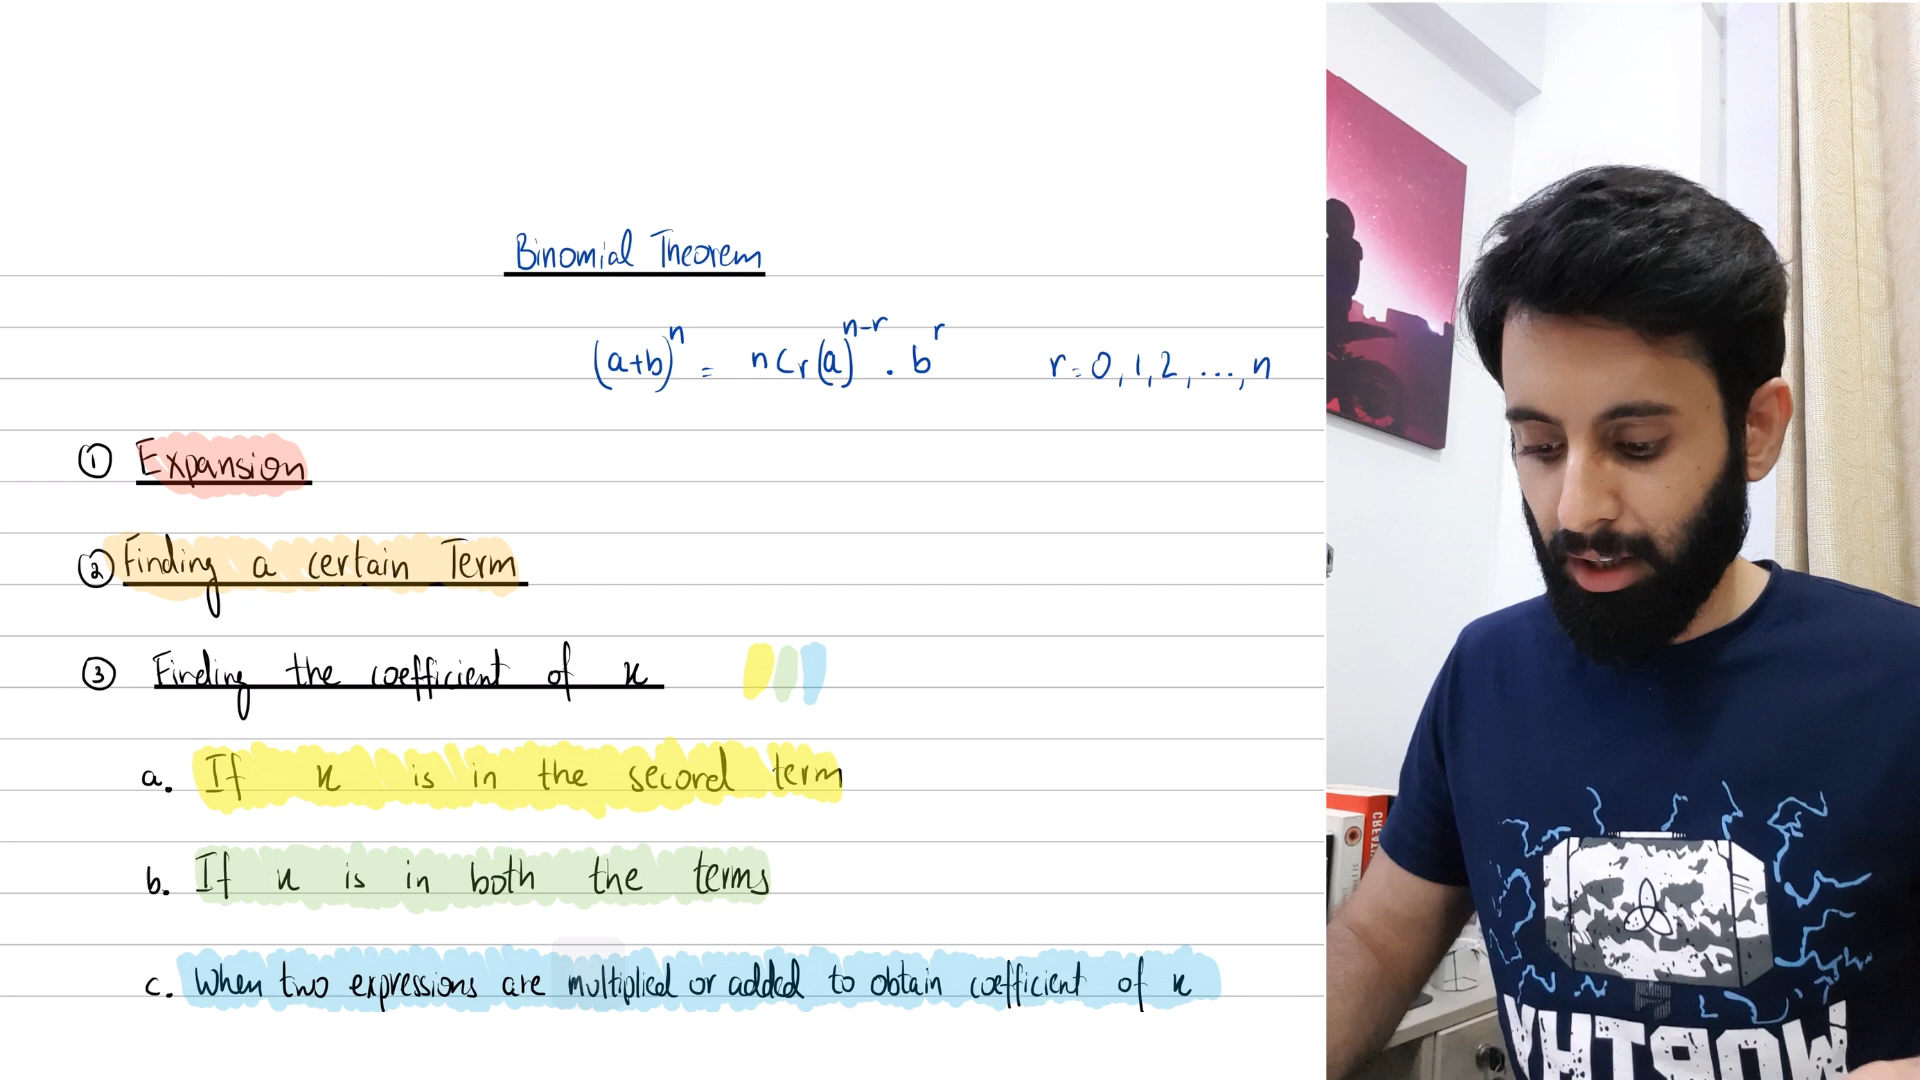 Binomial Theorem
(a+b)^n = nCr(a)^n-r . b^r r=0,1,2,...,n
① Expansion
② Finding a certain Term
③ Finding the coefficient of x
a. If x is in the second term
b. If x is in both the terms
c. When two expressions are multiplied or added to obtain coefficient of x
WORTHY